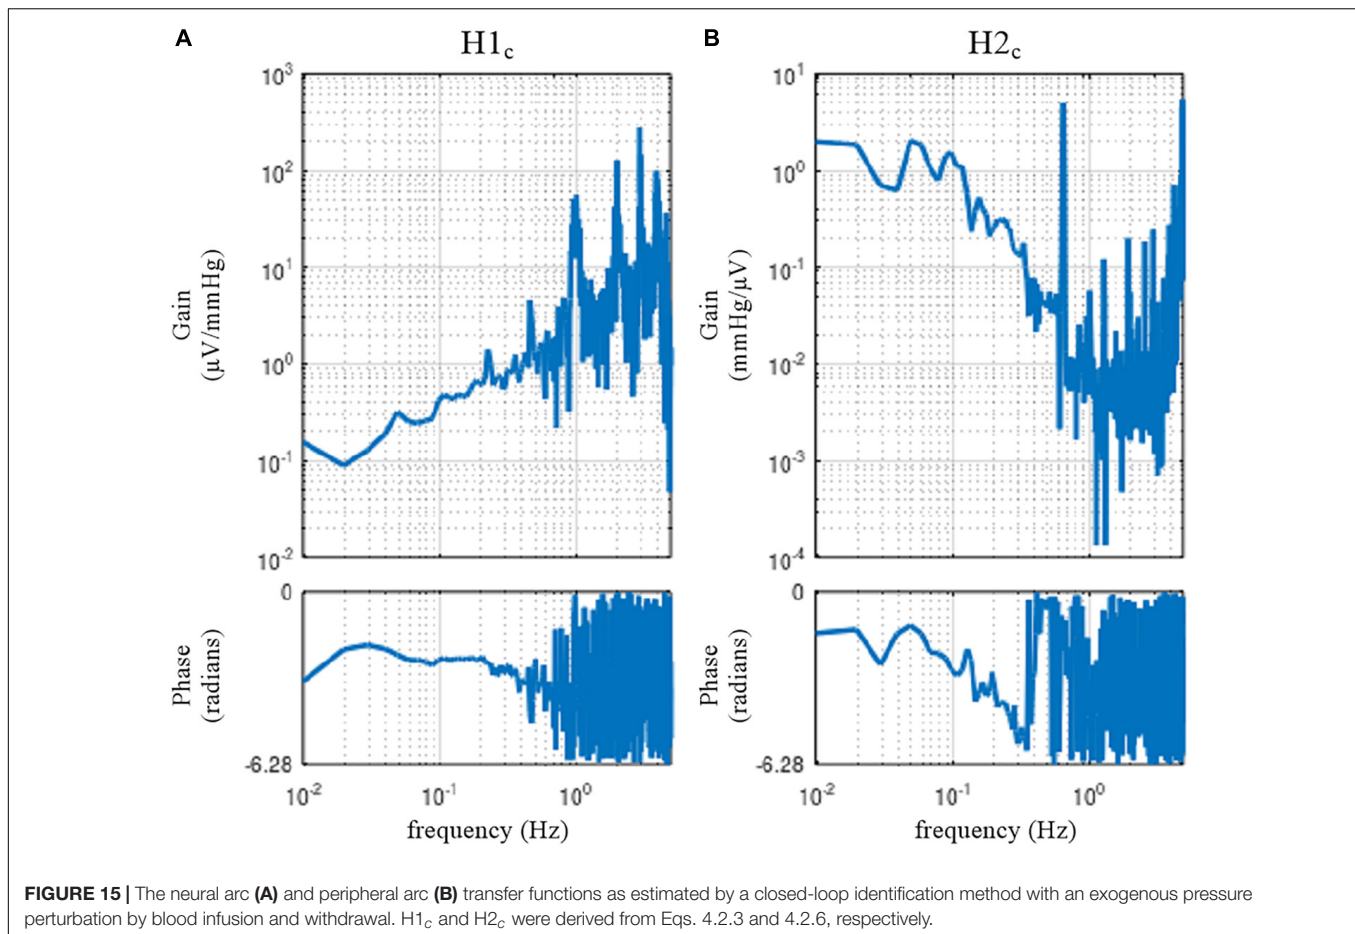 A
H1c
B
H2c
10^3
10^2
10^1
10^0
10^-1
10^-2
Gain
(μV/mmHg)
10^1
10^0
10^-1
10^-2
10^-3
10^-4
Gain
(mmHg/μV)
0
-6.28
Phase
(radians)
0
-6.28
Phase
(radians)
10^-2 10^-1 10^0
frequency (Hz)
10^-2 10^-1 10^0
frequency (Hz)
FIGURE 15 | The neural arc (A) and peripheral arc (B) transfer functions as estimated by a closed-loop identification method with an exogenous pressure
perturbation by blood infusion and withdrawal. H1c and H2c were derived from Eqs. 4.2.3 and 4.2.6, respectively.